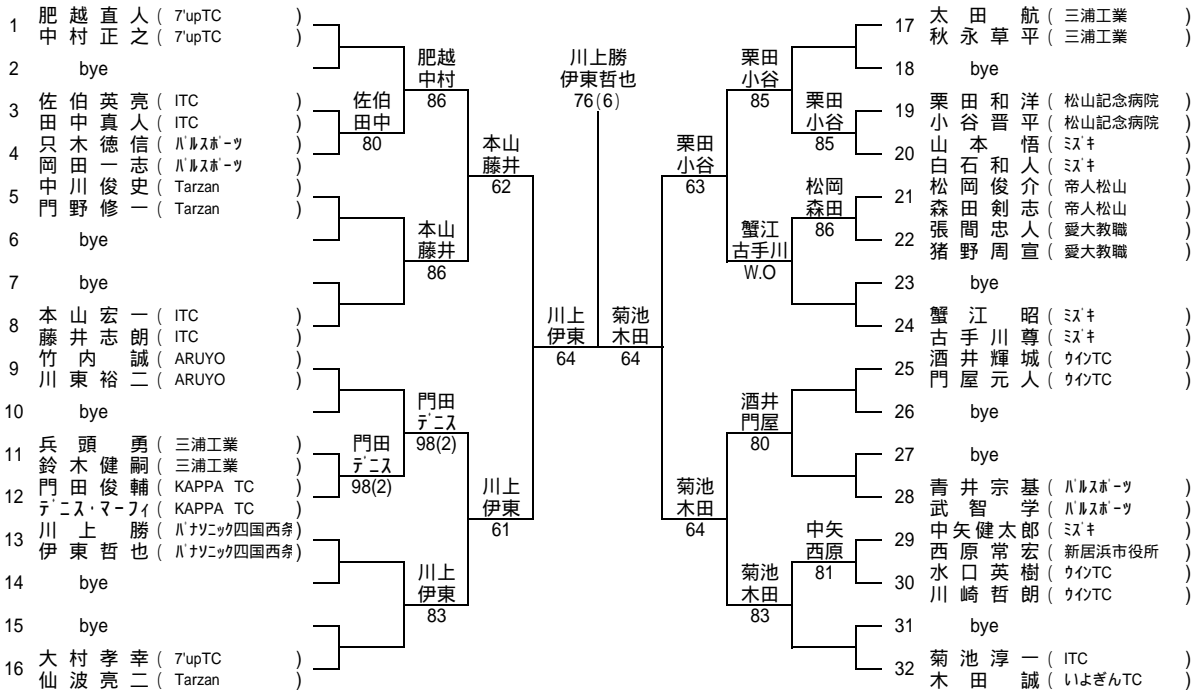 1 肥越直人 ( 7'upTC )
中村正之 ( 7'upTC )
2 bye
3 佐伯英亮 ( ITC )
田中真人 ( ITC )
4 只木徳信 ( ﾊﾟﾙｽﾎﾟｰﾂ )
岡田一志 ( ﾊﾟﾙｽﾎﾟｰﾂ )
5 中川俊史 ( Tarzan )
門野修一 ( Tarzan )
6 bye
7 bye
8 本山宏一 ( ITC )
藤井志朗 ( ITC )
9 竹内誠 ( ARUYO )
川東裕二 ( ARUYO )
10 bye
11 兵頭勇 ( 三浦工業 )
鈴木健嗣 ( 三浦工業 )
12 門田俊輔 ( KAPPA TC )
ﾃﾞﾆｽ・ﾏｰﾌｨ ( KAPPA TC )
13 川上勝 ( ﾊﾟﾅｿﾆｯｸ四国西条 )
伊東哲也 ( ﾊﾟﾅｿﾆｯｸ四国西条 )
14 bye
15 bye
16 大村孝幸 ( 7'upTC )
仙波亮二 ( Tarzan )
佐伯
田中
80
門田
ﾃﾞﾆｽ
98(2)
肥越
中村
86
本山
藤井
86
門田
ﾃﾞﾆｽ
98(2)
川上
伊東
83
本山
藤井
62
川上
伊東
61
川上
伊東
64
川上勝
伊東哲也
76(6)
菊池
木田
64
栗田
小谷
63
菊池
木田
64
栗田
小谷
85
蟹江
古手川
W.O
酒井
門屋
80
菊池
木田
83
栗田
小谷
85
松岡
森田
86
中矢
西原
81
17 太田航 ( 三浦工業 )
秋永草平 ( 三浦工業 )
18 bye
19 栗田和洋 ( 松山記念病院 )
小谷晋平 ( 松山記念病院 )
20 山本悟 ( ﾐｽﾞｷ )
白石和人 ( ﾐｽﾞｷ )
21 松岡俊介 ( 帝人松山 )
森田剣志 ( 帝人松山 )
22 張間忠人 ( 愛大教職 )
猪野周宣 ( 愛大教職 )
23 bye
24 蟹江昭 ( ﾐｽﾞｷ )
古手川尊 ( ﾐｽﾞｷ )
25 酒井輝城 ( ｳｲﾝTC )
門屋元人 ( ｳｲﾝTC )
26 bye
27 bye
28 青井宗基 ( ﾊﾟﾙｽﾎﾟｰﾂ )
武智学 ( ﾊﾟﾙｽﾎﾟｰﾂ )
29 中矢健太郎 ( ﾐｽﾞｷ )
西原常宏 ( 新居浜市役所 )
30 水口英樹 ( ｳｲﾝTC )
川崎哲朗 ( ｳｲﾝTC )
31 bye
32 菊池淳一 ( ITC )
木田誠 ( いよぎんTC )